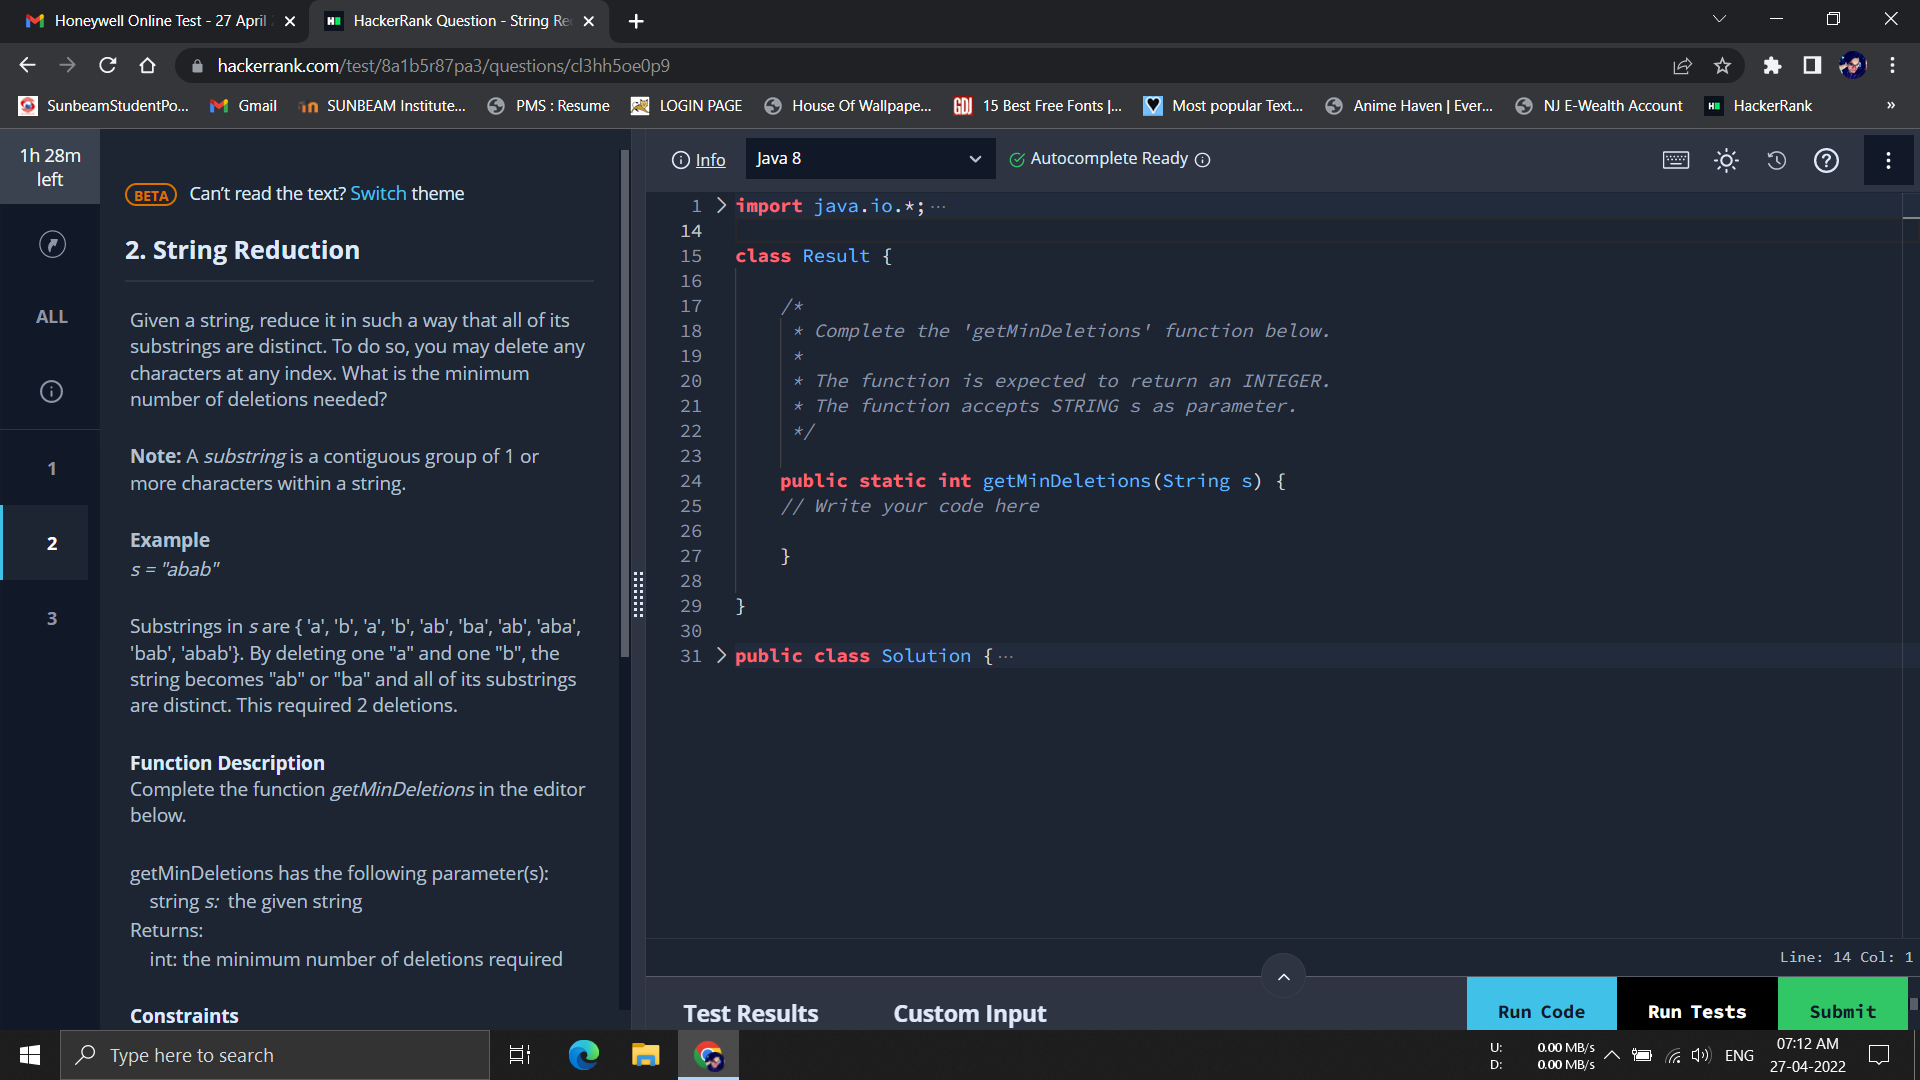 Honeywell Online Test - 27 April
HackerRank Question - String Re
hackerrank.com/test/8a1b5r87pa3/questions/cl3hh5oe0p9
SunbeamStudentPo...
Gmail
SUNBEAM Institute...
PMS : Resume
LOGIN PAGE
House Of Wallpape...
GDJ
15 Best Free Fonts |...
Most popular Text...
Anime Haven | Ever...
NJ E-Wealth Account
HackerRank
»
1h 28m
left
ALL
1
2
3
BETA Can't read the text? Switch theme
2. String Reduction
Given a string, reduce it in such a way that all of its
substrings are distinct. To do so, you may delete any
characters at any index. What is the minimum
number of deletions needed?
Note: A substring is a contiguous group of 1 or
more characters within a string.
Example
s = "abab"
Substrings in s are { 'a', 'b', 'a', 'b', 'ab', 'ba', 'ab', 'aba',
'bab', 'abab'}. By deleting one "a" and one "b", the
string becomes "ab" or "ba" and all of its substrings
are distinct. This required 2 deletions.
Function Description
Complete the function getMinDeletions in the editor
below.
getMinDeletions has the following parameter(s):
string s: the given string
Returns:
int: the minimum number of deletions required
Constraints
Info
Java 8
Autocomplete Ready
1 import java.io.*; ...
14
15 class Result {
16
17 /*
18 * Complete the 'getMinDeletions' function below.
19 *
20 * The function is expected to return an INTEGER.
21 * The function accepts STRING s as parameter.
22 */
23
24 public static int getMinDeletions(String s) {
25 // Write your code here
26
27 }
28
29 }
30
31 public class Solution { ...
Line: 14 Col: 1
Test Results
Custom Input
Run Code
Run Tests
Submit
Type here to search
U: 0.00 MB/s
D: 0.00 MB/s
ENG
07:12 AM
27-04-2022